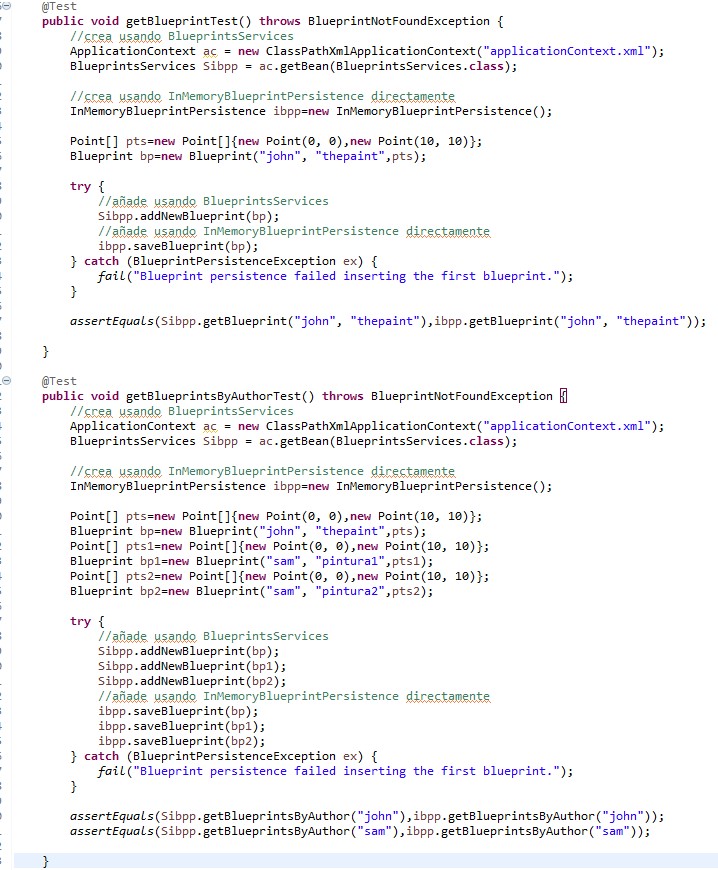 @Test
public void getBlueprintTest() throws BlueprintNotFoundException {
//crea usando BlueprintsServices
ApplicationContext ac = new ClassPathXmlApplicationContext("applicationContext.xml");
BlueprintsServices Sibpp = ac.getBean(BlueprintsServices.class);
//crea usando InMemoryBlueprintPersistence directamente
InMemoryBlueprintPersistence ibpp=new InMemoryBlueprintPersistence();
Point[] pts=new Point[]{new Point(0, 0),new Point(10, 10)};
Blueprint bp=new Blueprint("john", "thepaint",pts);
try {
//añade usando BlueprintsServices
Sibpp.addNewBlueprint(bp);
//añade usando InMemoryBlueprintPersistence directamente
ibpp.saveBlueprint(bp);
} catch (BlueprintPersistenceException ex) {
fail("Blueprint persistence failed inserting the first blueprint.");
}
assertEquals(Sibpp.getBlueprint("john", "thepaint"),ibpp.getBlueprint("john", "thepaint"));
}
@Test
public void getBlueprintsByAuthorTest() throws BlueprintNotFoundException {
//crea usando BlueprintsServices
ApplicationContext ac = new ClassPathXmlApplicationContext("applicationContext.xml");
BlueprintsServices Sibpp = ac.getBean(BlueprintsServices.class);
//crea usando InMemoryBlueprintPersistence directamente
InMemoryBlueprintPersistence ibpp=new InMemoryBlueprintPersistence();
Point[] pts=new Point[]{new Point(0, 0),new Point(10, 10)};
Blueprint bp=new Blueprint("john", "thepaint",pts);
Point[] pts1=new Point[]{new Point(0, 0),new Point(10, 10)};
Blueprint bp1=new Blueprint("sam", "pintura1",pts1);
Point[] pts2=new Point[]{new Point(0, 0),new Point(10, 10)};
Blueprint bp2=new Blueprint("sam", "pintura2",pts2);
try {
//añade usando BlueprintsServices
Sibpp.addNewBlueprint(bp);
Sibpp.addNewBlueprint(bp1);
Sibpp.addNewBlueprint(bp2);
//añade usando InMemoryBlueprintPersistence directamente
ibpp.saveBlueprint(bp);
ibpp.saveBlueprint(bp1);
ibpp.saveBlueprint(bp2);
} catch (BlueprintPersistenceException ex) {
fail("Blueprint persistence failed inserting the first blueprint.");
}
assertEquals(Sibpp.getBlueprintsByAuthor("john"),ibpp.getBlueprintsByAuthor("john"));
assertEquals(Sibpp.getBlueprintsByAuthor("sam"),ibpp.getBlueprintsByAuthor("sam"));
}